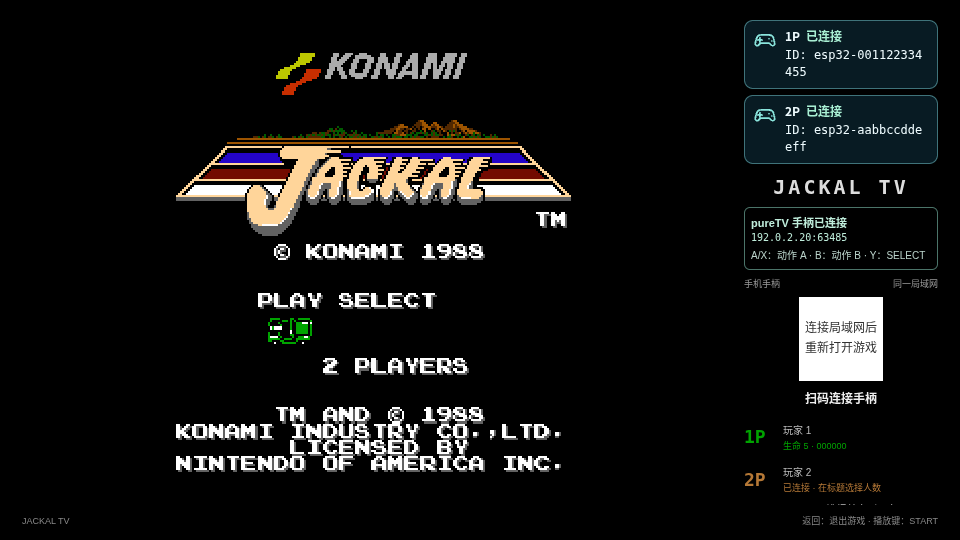 KONAMI
JACKAL
TM
© KONAMI 1988
PLAY SELECT
2 PLAYERS
TM AND © 1988
KONAMI INDUSTRY CO.,LTD.
LICENSED BY
NINTENDO OF AMERICA INC.
1P 已连接
ID: esp32-001122334
455
2P 已连接
ID: esp32-aabbccdde
eff
JACKAL TV
pureTV 手柄已连接
192.0.2.20:63485
A/X: 动作 A · B: 动作 B · Y: SELECT
手机手柄 同一局域网
连接局域网后
重新打开游戏
扫码连接手柄
1P 玩家 1
生命 5 · 000000
2P 玩家 2
已连接 · 在标题选择人数
JACKAL TV
返回: 退出游戏 · 播放键: START